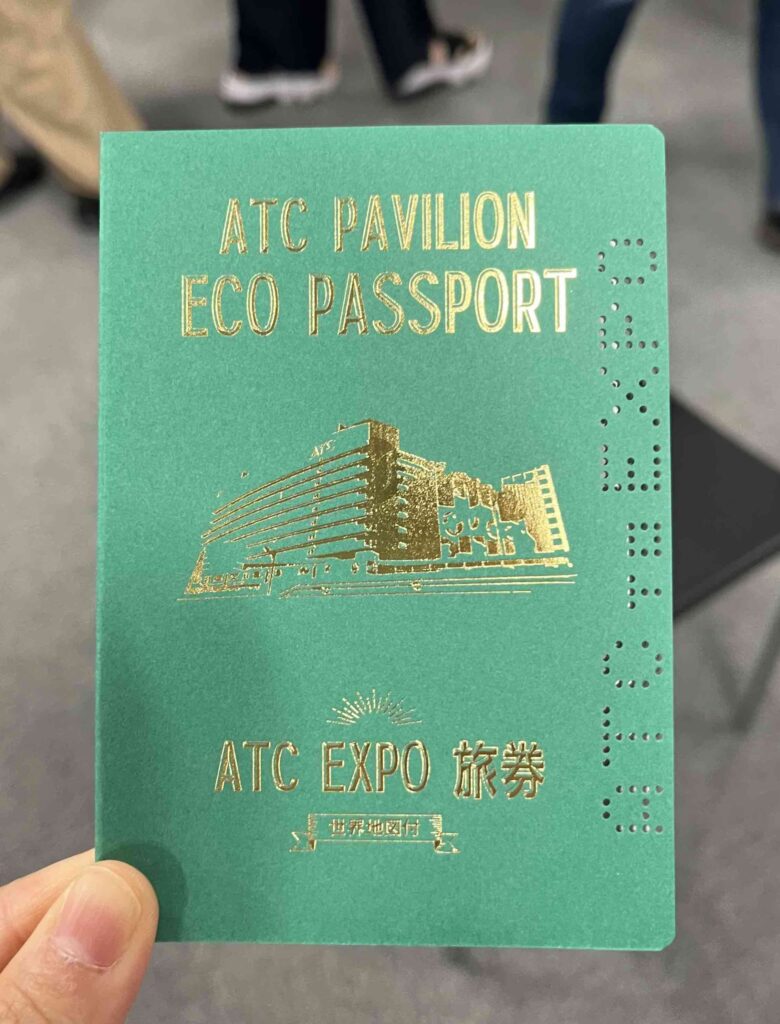 ATC PAVILION
ECO PASSPORT
ATC EXPO 旅券
世界地図付